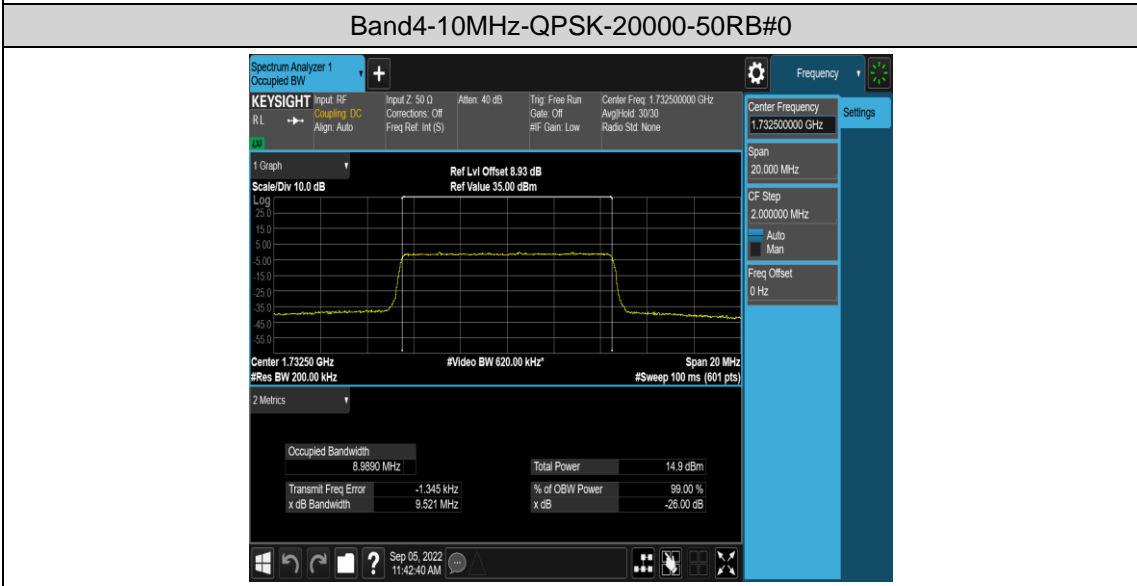 Band4-10MHz-QPSK-20000-50RB#0
Spectrum Analyzer 1
Occupied BW
Frequency
KEYSIGHT
RL
LXI
Input: RF
Coupling: DC
Align: Auto
Input Z: 50 Ω
Corrections: Off
Freq Ref: Int (S)
Atten: 40 dB
Trig: Free Run
Gate: Off
#IF Gain: Low
Center Freq: 1.732500000 GHz
Avg|Hold: 30/30
Radio Std: None
Center Frequency
1.732500000 GHz
Settings
Span
20.000 MHz
CF Step
2.000000 MHz
Auto
Man
Freq Offset
0 Hz
1 Graph
Scale/Div 10.0 dB
Ref Lvl Offset 8.93 dB
Ref Value 35.00 dBm
Log
25.0
15.0
5.00
-5.00
-15.0
-25.0
-35.0
-45.0
-55.0
Center 1.73250 GHz
#Video BW 620.00 kHz*
Span 20 MHz
#Res BW 200.00 kHz
#Sweep 100 ms (601 pts)
2 Metrics
Occupied Bandwidth
8.9890 MHz
Total Power 14.9 dBm
Transmit Freq Error -1.345 kHz
% of OBW Power 99.00 %
x dB Bandwidth 9.521 MHz
x dB -26.00 dB
?
Sep 05, 2022
11:42:40 AM